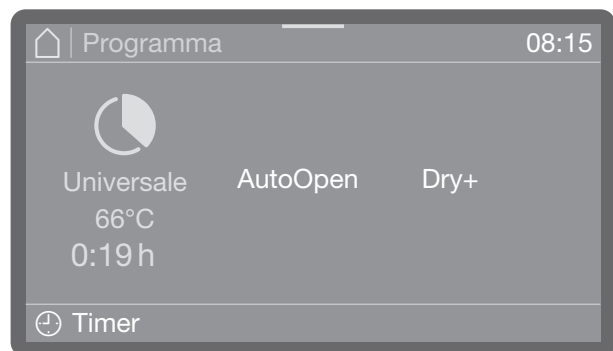 Programma 08:15
Universale AutoOpen Dry+
66°C
0:19 h
Timer